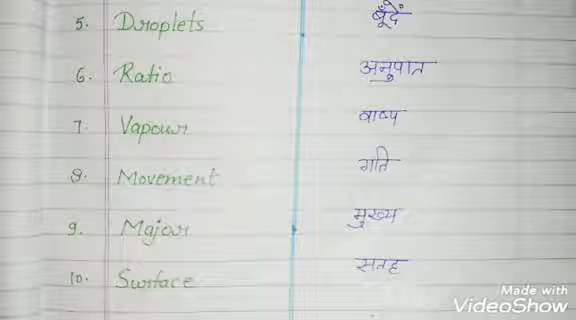 5. Droplets बूँदें
6. Ratio अनुपात
7. Vapour वाष्प
8. Movement गति
9. Major मुख्य
10. Surface सतह
Made with
VideoShow